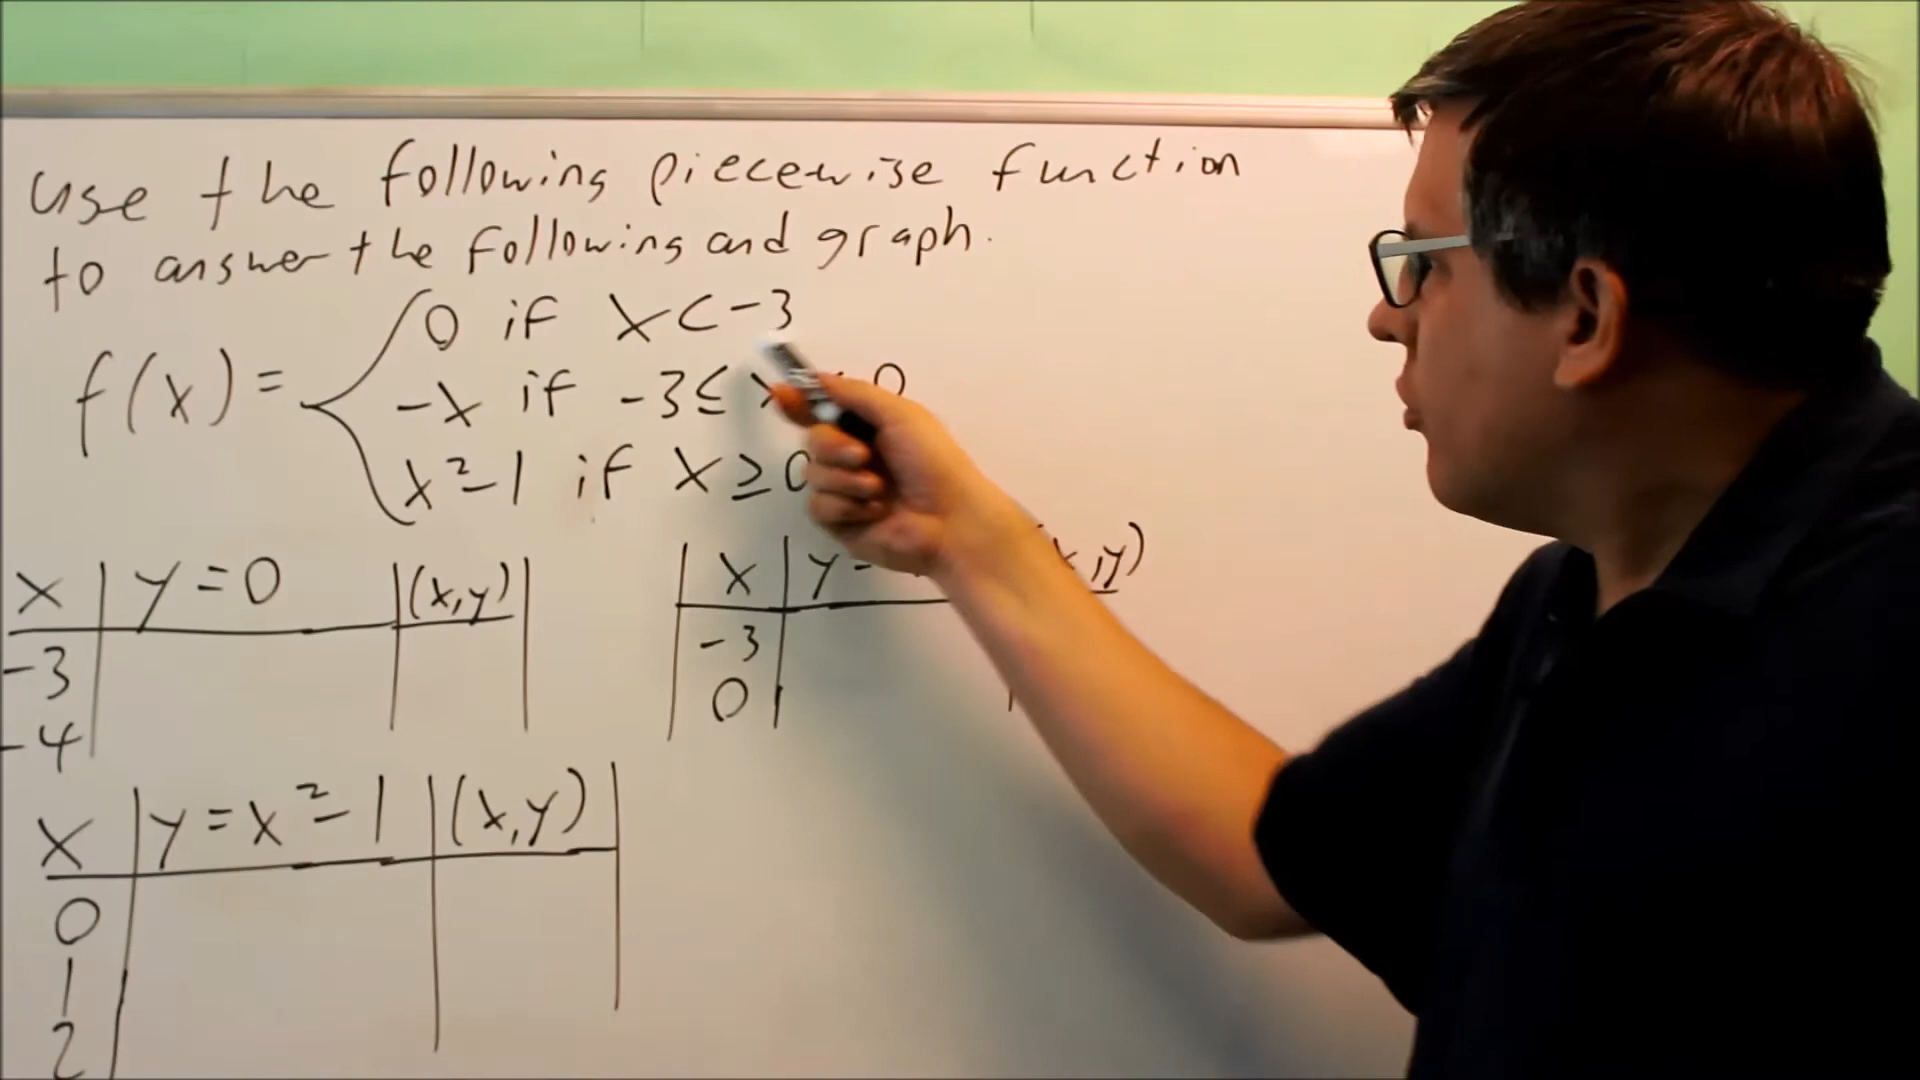 use the following piecewise function
to answer the following and graph.
0 if x < -3
f(x) = -x if -3 ≤ x 0
x²-1 if x ≥ 0
x y = 0 (x,y)
-3
-4
x y = x,y)
-3
0
x y = x²-1 (x,y)
0
1
2